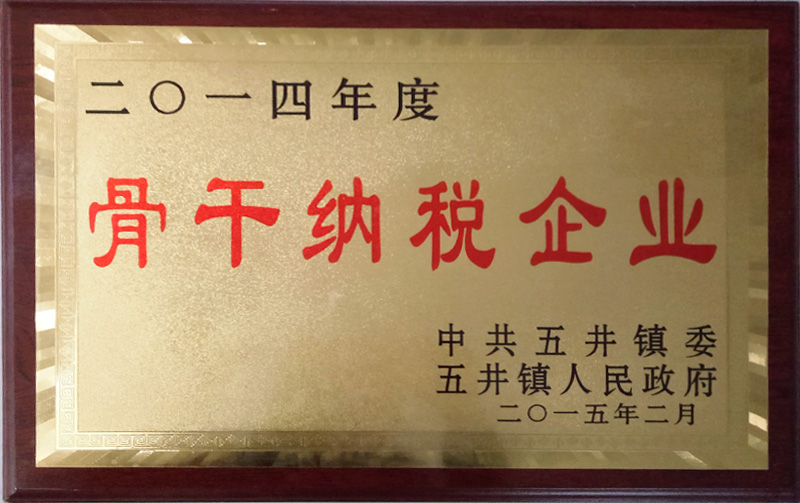 二〇一四年度
骨干纳税企业
中共五井镇委
五井镇人民政府
二〇一五年二月